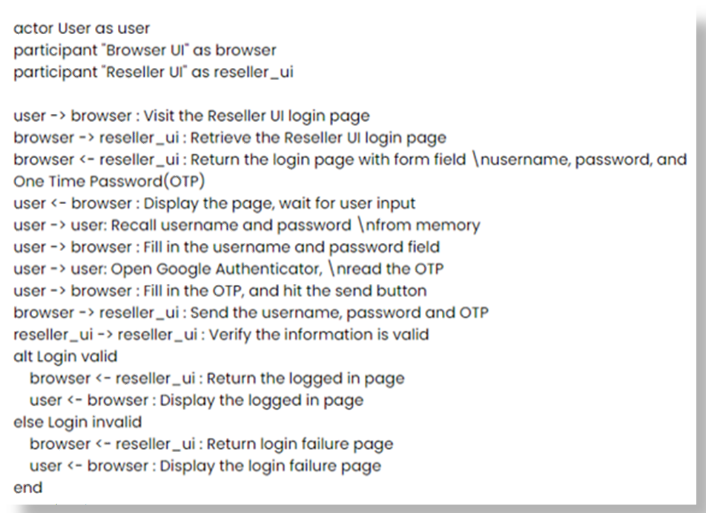 actor User as user
participant "Browser UI" as browser
participant "Reseller UI" as reseller_ui
user -> browser : Visit the Reseller UI login page
browser -> reseller_ui : Retrieve the Reseller UI login page
browser <- reseller_ui : Return the login page with form field \nusername, password, and
One Time Password(OTP)
user <- browser : Display the page, wait for user input
user -> user: Recall username and password \nfrom memory
user -> browser : Fill in the username and password field
user -> user: Open Google Authenticator, \nread the OTP
user -> browser : Fill in the OTP, and hit the send button
browser -> reseller_ui : Send the username, password and OTP
reseller_ui -> reseller_ui : Verify the information is valid
alt Login valid
browser <- reseller_ui : Return the logged in page
user <- browser : Display the logged in page
else Login invalid
browser <- reseller_ui : Return login failure page
user <- browser : Display the login failure page
end